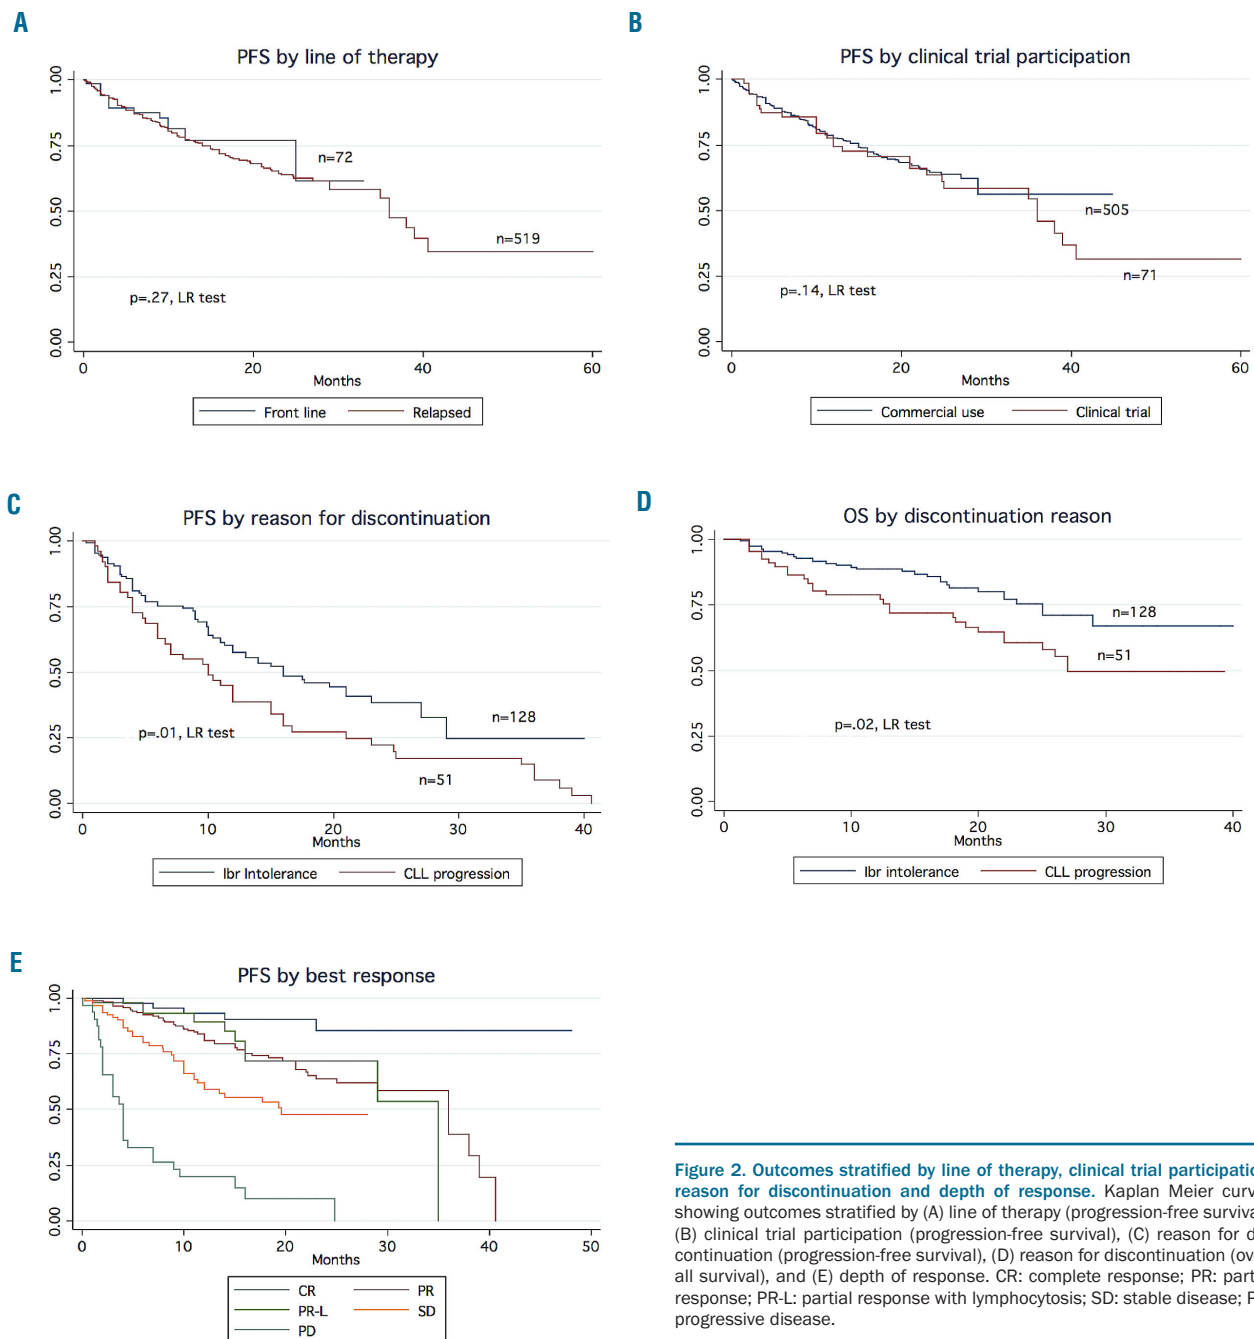 A
PFS by line of therapy
1.00
0.75
0.50
0.25
0.00
n=72
n=519
p=.27, LR test
0 20 40 60
Months
Front line Relapsed
B
PFS by clinical trial participation
1.00
0.75
0.50
0.25
0.00
n=505
n=71
p=.14, LR test
0 20 40 60
Months
Commercial use Clinical trial
C
PFS by reason for discontinuation
1.00
0.75
0.50
0.25
0.00
n=128
p=.01, LR test
n=51
0 10 20 30 40
Months
Ibr Intolerance CLL progression
D
OS by discontinuation reason
1.00
0.75
0.50
0.25
0.00
n=128
n=51
p=.02, LR test
0 10 20 30 40
Months
Ibr intolerance CLL progression
E
PFS by best response
1.00
0.75
0.50
0.25
0.00
0 10 20 30 40 50
CR PR
PR-L SD
PD
Figure 2. Outcomes stratified by line of therapy, clinical trial participatio
reason for discontinuation and depth of response. Kaplan Meier curv
showing outcomes stratified by (A) line of therapy (progression-free surviva
(B) clinical trial participation (progression-free survival), (C) reason for d
continuation (progression-free survival), (D) reason for discontinuation (ove
all survival), and (E) depth of response. CR: complete response; PR: part
response; PR-L: partial response with lymphocytosis; SD: stable disease; P
progressive disease.